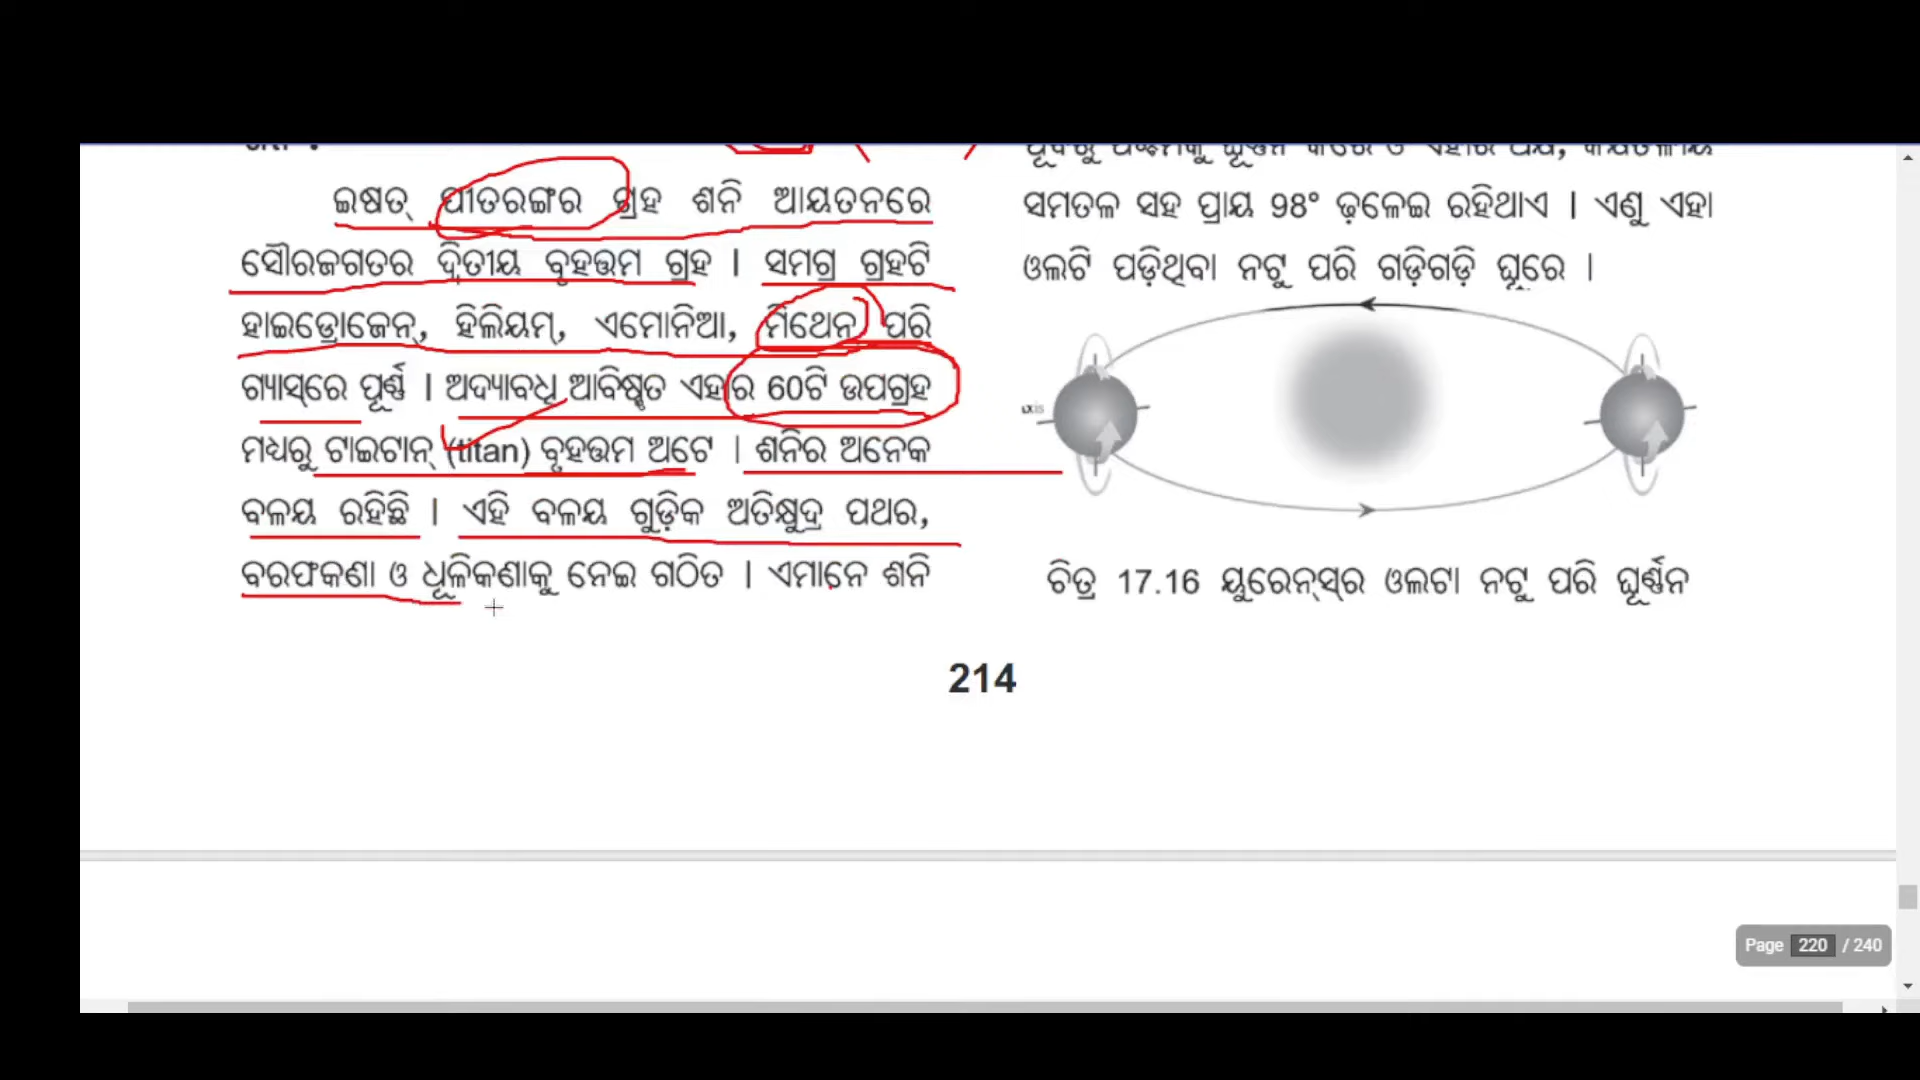 ଇଷତ୍ ପୀତରଙ୍ଗର ଗ୍ରହ ଶନି ଆୟତନରେ
ସୌରଜଗତର ଦ୍ୱିତୀୟ ବୃହତ୍ତମ ଗ୍ରହ । ସମଗ୍ର ଗ୍ରହଟି
ହାଇଡ୍ରୋଜେନ୍, ହିଲିୟମ୍, ଏମୋନିଆ, ମିଥେନ ପରି
ଗ୍ୟାସ୍‌ରେ ପୂର୍ଣ୍ଣ । ଅଦ୍ୟାବଧି ଆବିଷ୍କୃତ ଏହାର 60ଟି ଉପଗ୍ରହ
ମଧ୍ୟରୁ ଟାଇଟାନ୍ (titan) ବୃହତ୍ତମ ଅଟେ । ଶନିର ଅନେକ
ବଳୟ ରହିଛି । ଏହି ବଳୟ ଗୁଡ଼ିକ ଅତିକ୍ଷୁଦ୍ର ପଥର,
ବରଫକଣା ଓ ଧୂଳିକଣାକୁ ନେଇ ଗଠିତ । ଏମାନେ ଶନି
ସମତଳ ସହ ପ୍ରାୟ 98° ଢ଼ଳେଇ ରହିଥାଏ । ଏଣୁ ଏହା
ଓଲଟି ପଡ଼ିଥିବା ନଟୁ ପରି ଗଡ଼ିଗଡ଼ି ଘୂରେ ।
axis
ଚିତ୍ର 17.16 ୟୁରେନ୍‌ସ୍‌ର ଓଲଟା ନଟୁ ପରି ଘୂର୍ଣ୍ଣନ
214
Page 220 / 240